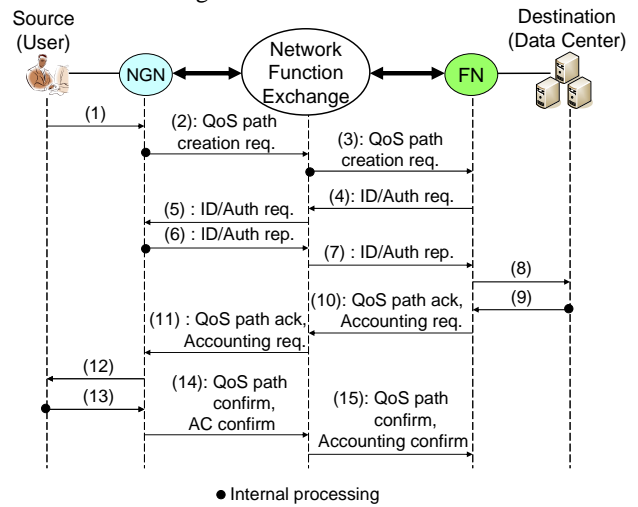 Source
(User)
Destination
(Data Center)
NGN
Network
Function
Exchange
FN
(1)
(2): QoS path
creation req.
(3): QoS path
creation req.
(4): ID/Auth req.
(5) : ID/Auth req.
(6) : ID/Auth rep.
(7) : ID/Auth rep.
(8)
(9)
(10): QoS path ack,
Accounting req.
(11) : QoS path ack,
Accounting req.
(12)
(13)
(14): QoS path
confirm,
AC confirm
(15): QoS path
confirm,
Accounting confirm
Internal processing